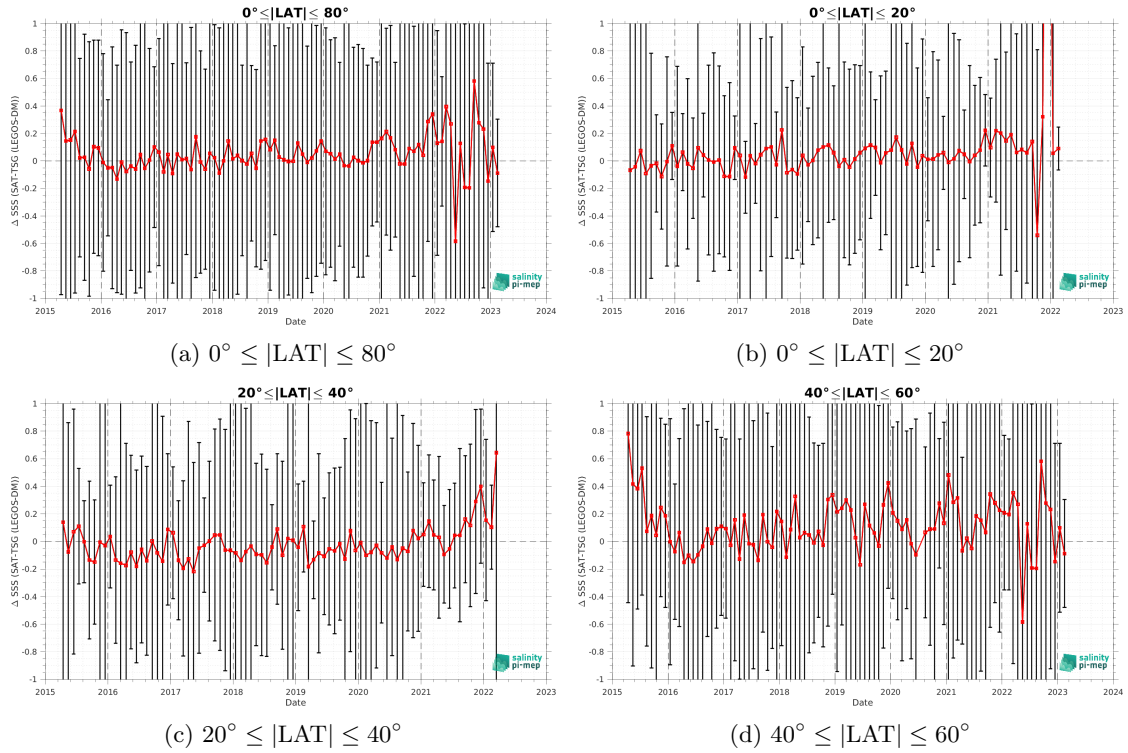 0°≤|LAT|≤ 80°
Δ SSS (SAT-TSG (LEGOS-DM))
1
0.8
0.6
0.4
0.2
0
-0.2
-0.4
-0.6
-0.8
-1
2015 2016 2017 2018 2019 2020 2021 2022 2023 2024
Date
salinity
pi-mep
(a) 0° ≤ |LAT| ≤ 80°
0°≤|LAT|≤ 20°
Δ SSS (SAT-TSG (LEGOS-DM))
1
0.8
0.6
0.4
0.2
0
-0.2
-0.4
-0.6
-0.8
-1
2015 2016 2017 2018 2019 2020 2021 2022 2023
Date
salinity
pi-mep
(b) 0° ≤ |LAT| ≤ 20°
20°≤|LAT|≤ 40°
Δ SSS (SAT-TSG (LEGOS-DM))
1
0.8
0.6
0.4
0.2
0
-0.2
-0.4
-0.6
-0.8
-1
2015 2016 2017 2018 2019 2020 2021 2022 2023
Date
salinity
pi-mep
(c) 20° ≤ |LAT| ≤ 40°
40°≤|LAT|≤ 60°
Δ SSS (SAT-TSG (LEGOS-DM))
1
0.8
0.6
0.4
0.2
0
-0.2
-0.4
-0.6
-0.8
-1
2015 2016 2017 2018 2019 2020 2021 2022 2023 2024
Date
salinity
pi-mep
(d) 40° ≤ |LAT| ≤ 60°